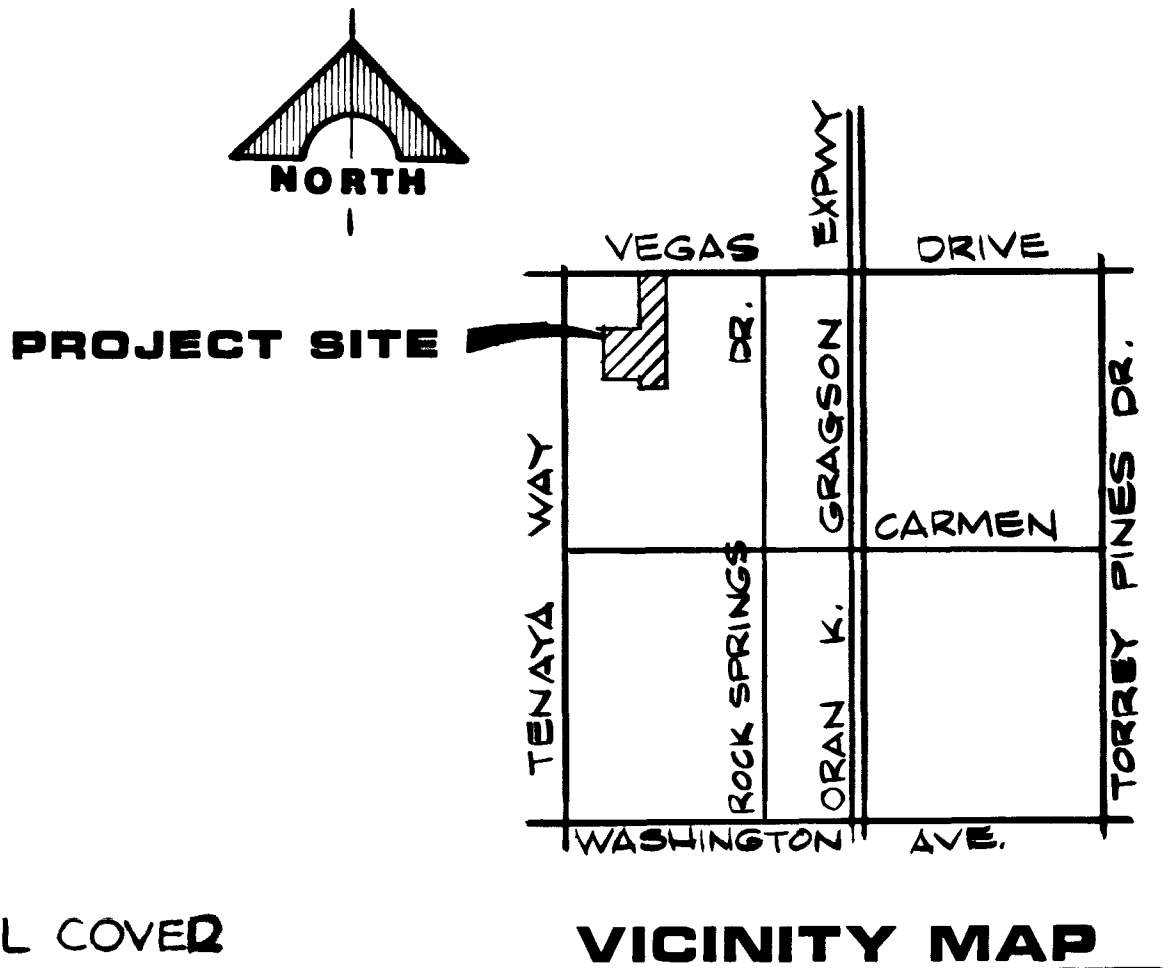 NORTH
EXPWY
VEGAS DRIVE
PROJECT SITE
DR.
GRAGSON
TORREY PINES DR.
TENAYA WAY
CARMEN
ROCK SPRINGS
ORAN K.
WASHINGTON AVE.
L COVER
VICINITY MAP